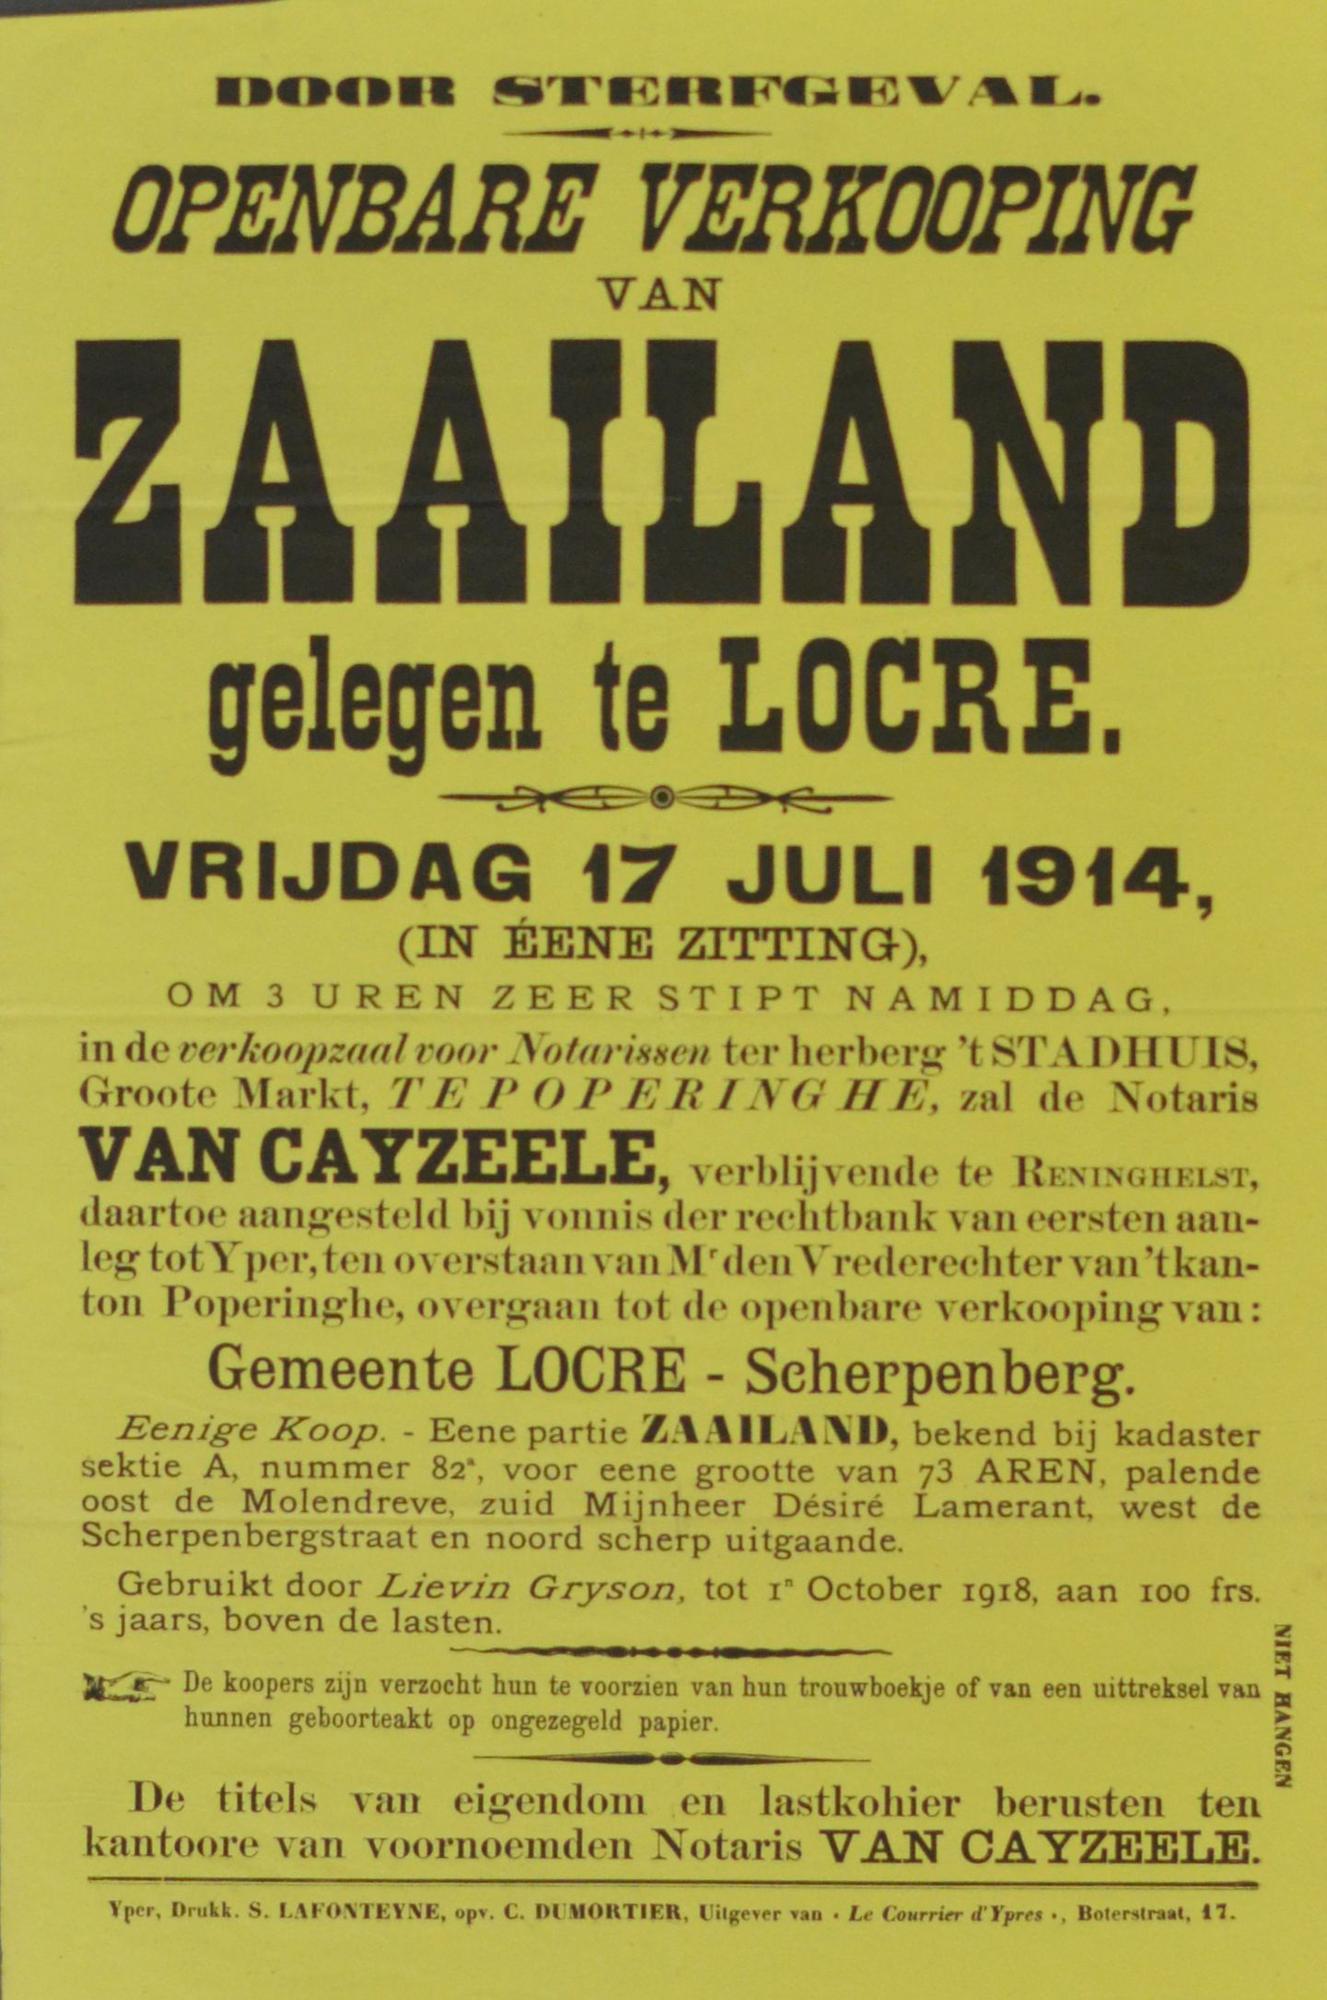 DOOR STERFGEVAL.
OPENBARE VERKOOPING
VAN
ZAAILAND
gelegen te LOCRE.
VRIJDAG 17 JULI 1914,
(IN ÉENE ZITTING),
OM 3 UREN ZEER STIPT NAMIDDAG,
in de verkoopzaal voor Notarissen ter herberg 't STADHUIS,
Groote Markt, TE POPERINGHE, zal de Notaris
VAN CAYZEELE, verblijvende te RENINGHELST,
daartoe aangesteld bij vonnis der rechtbank van eersten aan-
leg tot Yper, ten overstaan van Mr den Vrederechter van 't kan-
ton Poperinghe, overgaan tot de openbare verkooping van:
Gemeente LOCRE - Scherpenberg.
Eenige Koop. - Eene partie ZAAILAND, bekend bij kadaster
sektie A, nummer 82a, voor eene grootte van 73 AREN, palende
oost de Molendreve, zuid Mijnheer Désiré Lamerant, west de
Scherpenbergstraat en noord scherp uitgaande.
Gebruikt door Lievin Gryson, tot 1n October 1918, aan 100 frs.
's jaars, boven de lasten.
De koopers zijn verzocht hun te voorzien van hun trouwboekje of van een uittreksel van
hunnen geboorteakt op ongezegeld papier.
NIET HANGEN
De titels van eigendom en lastkohier berusten ten
kantoore van voornoemden Notaris VAN CAYZEELE.
Yper, Drukk. S. LAFONTEYNE, opv. C. DUMORTIER, Uitgever van « Le Courrier d'Ypres », Boterstraat, 17.